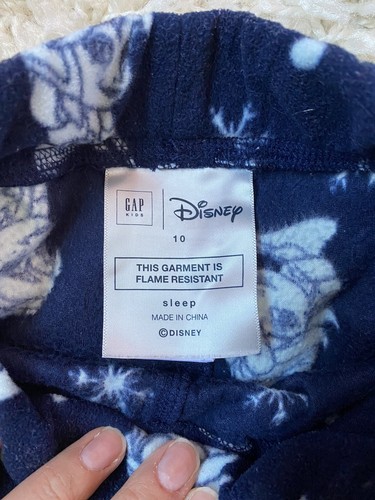 GAP
KIDS
Disney
10
THIS GARMENT IS
FLAME RESISTANT
sleep
MADE IN CHINA
©DISNEY